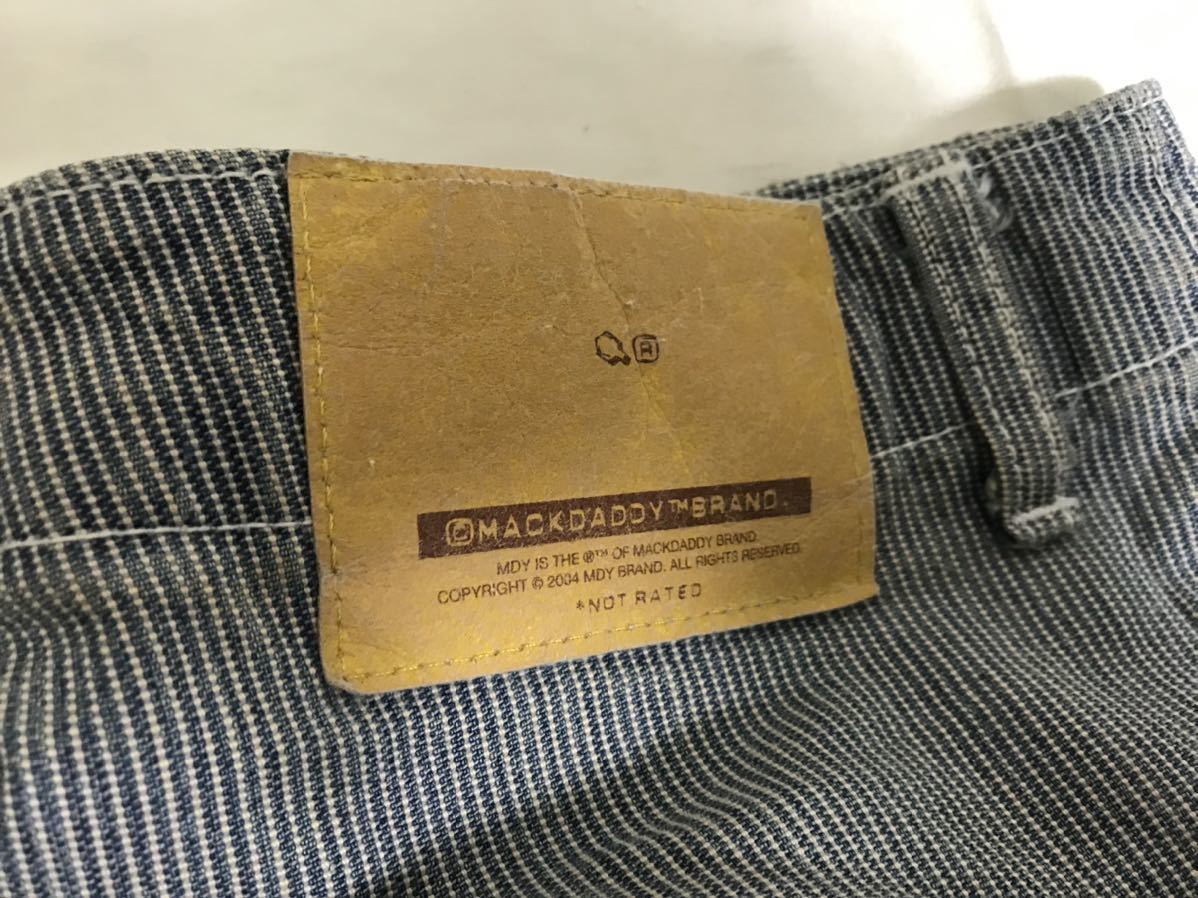 ®
©MACKDADDY™BRAND.
MDY IS THE ®™ OF MACKDADDY BRAND.
COPYRIGHT © 2004 MDY BRAND. ALL RIGHTS RESERVED.
*NOT RATED